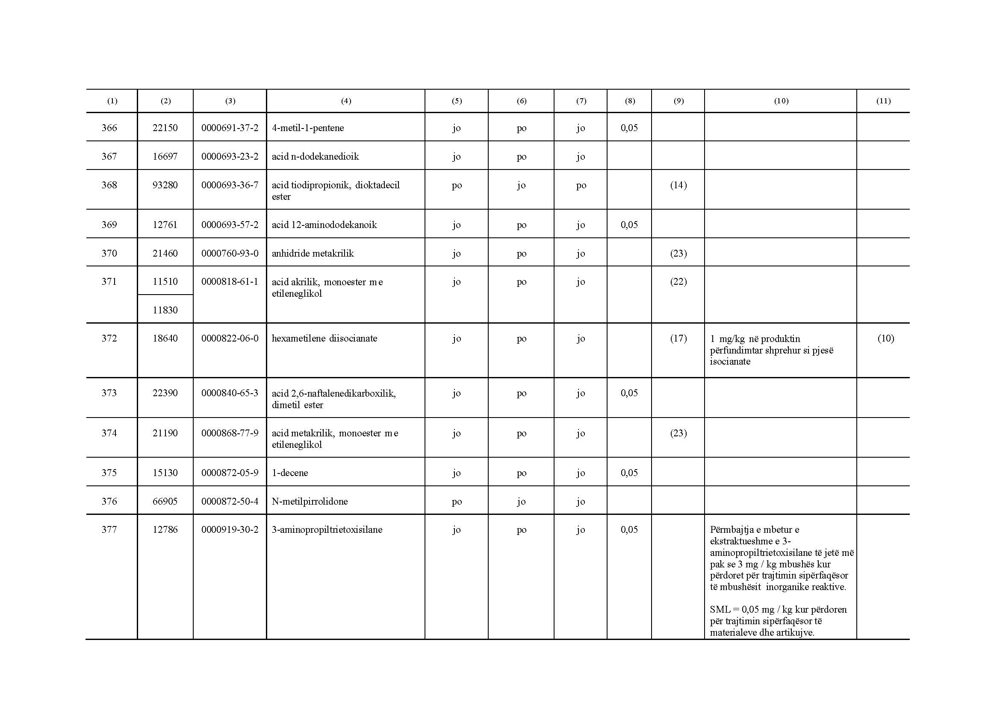 (1) (2) (3) (4) (5) (6) (7) (8) (9) (10) (11)
366 22150 0000691-37-2 4-metil-1-pentene jo po jo 0,05
367 16697 0000693-23-2 acid n-dodekanedioik jo po jo
368 93280 0000693-36-7 acid tiodipropionik, dioktadecil po jo po (14)
ester
369 12761 0000693-57-2 acid 12-aminododekanoik jo po jo 0,05
370 21460 0000760-93-0 anhidride metakrilik jo po jo (23)
371 11510 0000818-61-1 acid akrilik, monoester me jo po jo (22)
etileneglikol
11830
372 18640 0000822-06-0 hexametilene diisocianate jo po jo (17) 1 mg/kg në produktin (10)
përfundimtar shprehur si pjesë
isocianate
373 22390 0000840-65-3 acid 2,6-naftalenedikarboxilik, jo po jo 0,05
dimetil ester
374 21190 0000868-77-9 acid metakrilik, monoester me jo po jo (23)
etileneglikol
375 15130 0000872-05-9 1-decene jo po jo 0,05
376 66905 0000872-50-4 N-metilpirrolidone po jo jo
377 12786 0000919-30-2 3-aminopropiltrietoxisilane jo po jo 0,05 Përmbajtja e mbetur e
ekstraktueshme e 3-
aminopropiltrietoxisilane të jetë më
pak se 3 mg / kg mbushës kur
përdoret për trajtimin sipërfaqësor
të mbushësit inorganike reaktive.
SML = 0,05 mg / kg kur përdoren
për trajtimin sipërfaqësor të
materialeve dhe artikujve.